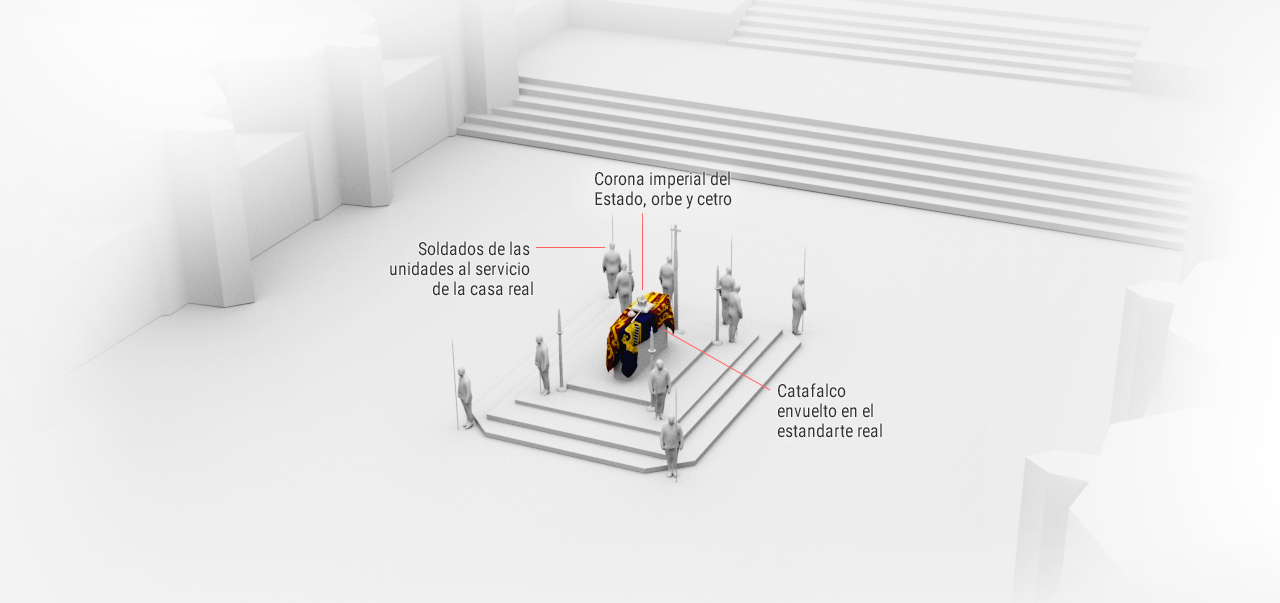 Corona imperial del
Estado, orbe y cetro
Soldados de las
unidades al servicio
de la casa real
Catafalco
envuelto en el
estandarte real